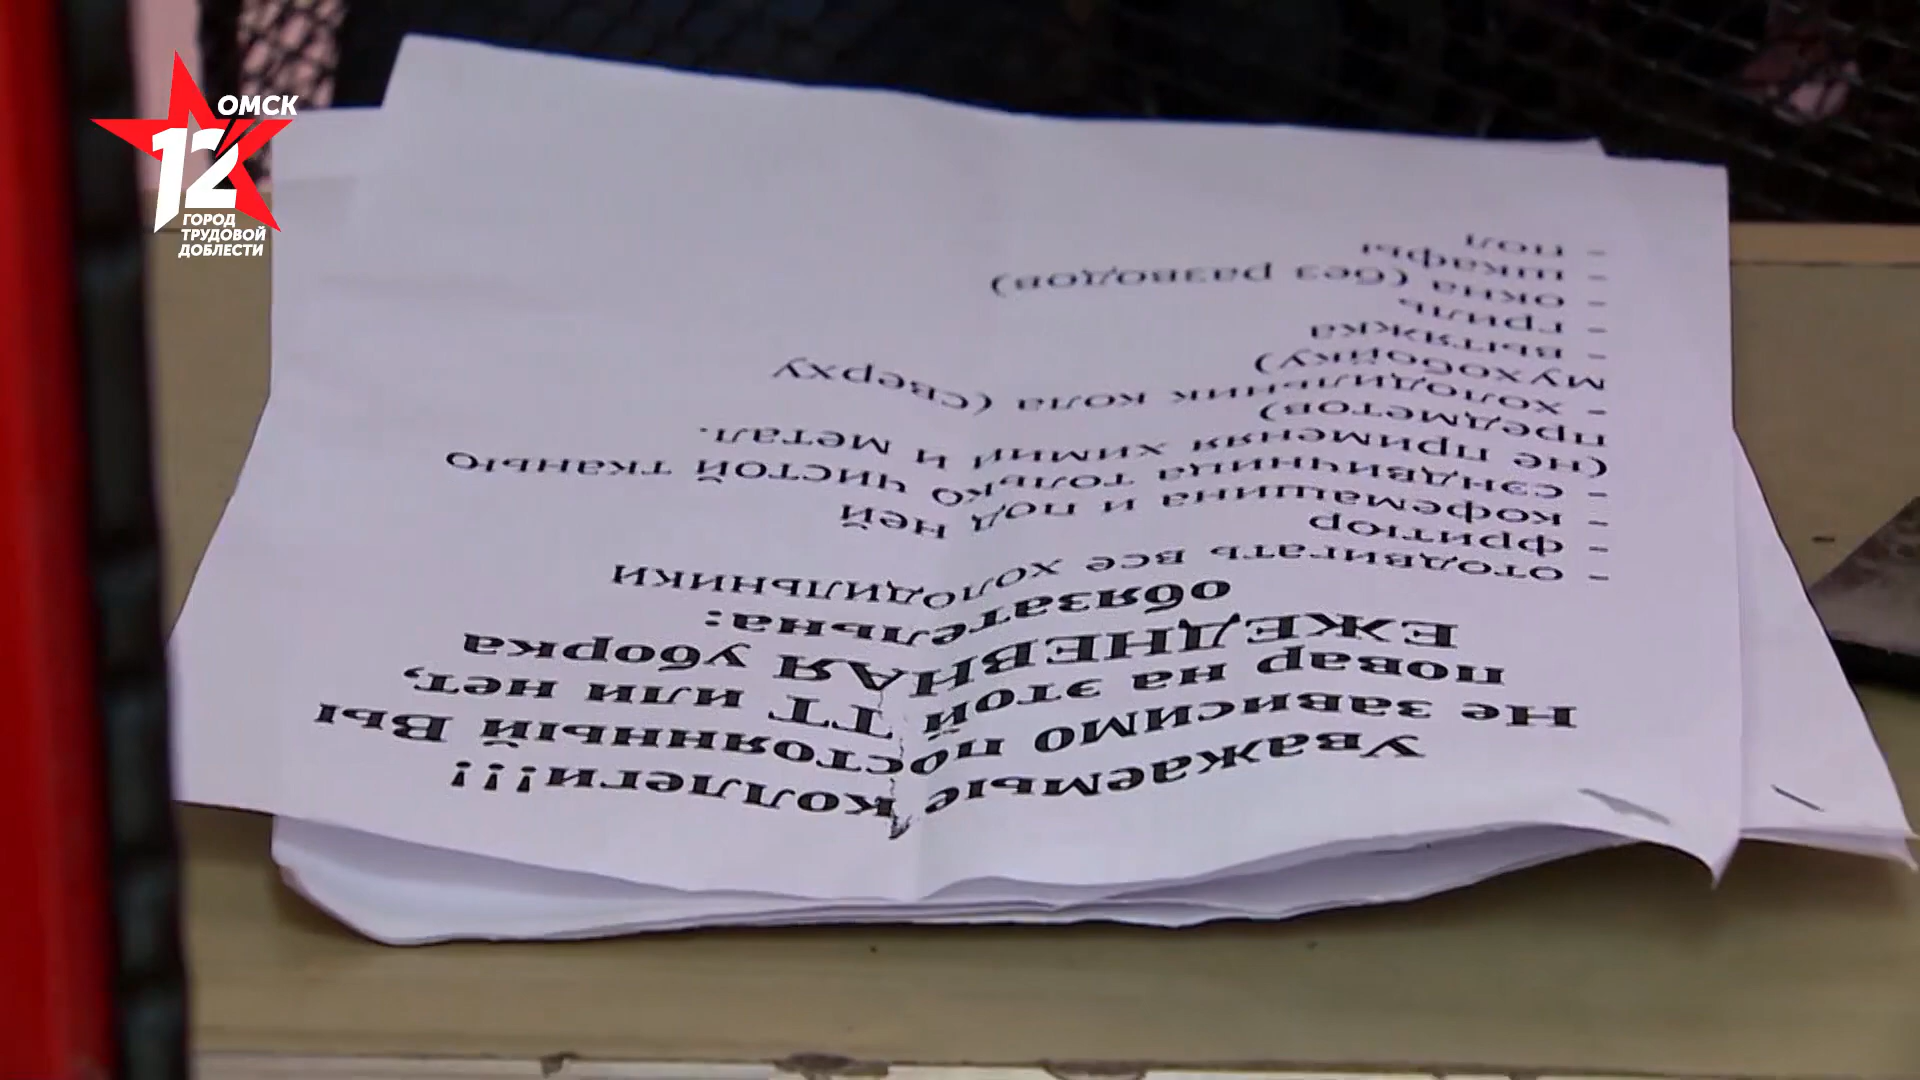 ОМСК
12
ГОРОД
ТРУДОВОЙ
ДОБЛЕСТИ
Уважаемые коллеги!!!
Не зависимо постоянный Вы
повар на этой ТТ или нет,
ЕЖЕДНЕВНАЯ уборка
обязательна:
- отодвигать все холодильники
- фритюр
- кофемашина и под ней
- сэндвичница только чистой тканью
(не применяя химии и метал.
предметов)
- холодильник кола (Сверху
мухобойку)
- вытяжка
- гриль
- окна (без разводов)
- шкафы
- пол